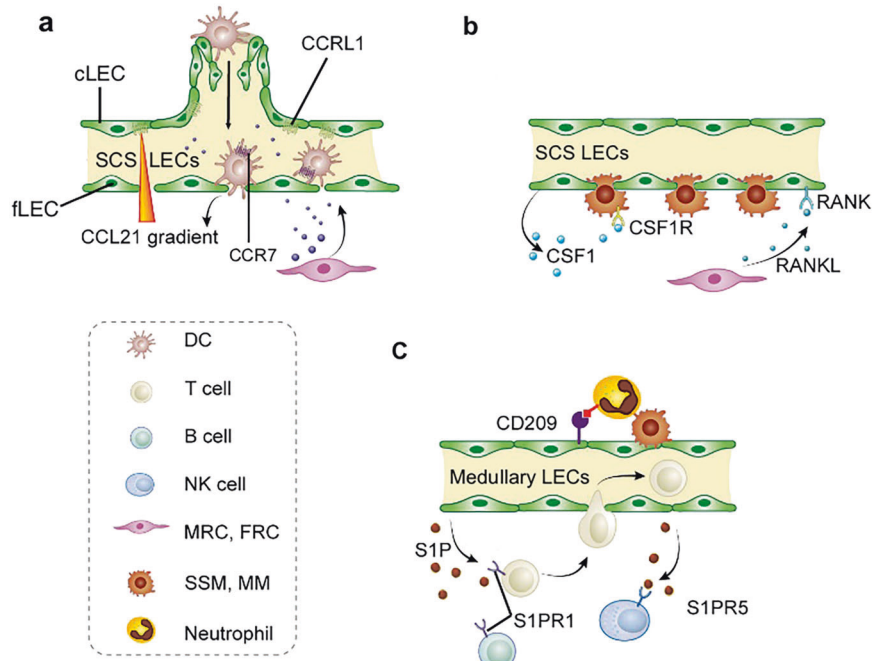 a
CCRL1
cLEC
SCS LECs
fLEC
CCL21 gradient
CCR7
b
SCS LECs
RANK
CSF1R
CSF1
RANKL
DC
T cell
B cell
NK cell
MRC, FRC
SSM, MM
Neutrophil
C
CD209
Medullary LECs
S1P
S1PR1
S1PR5